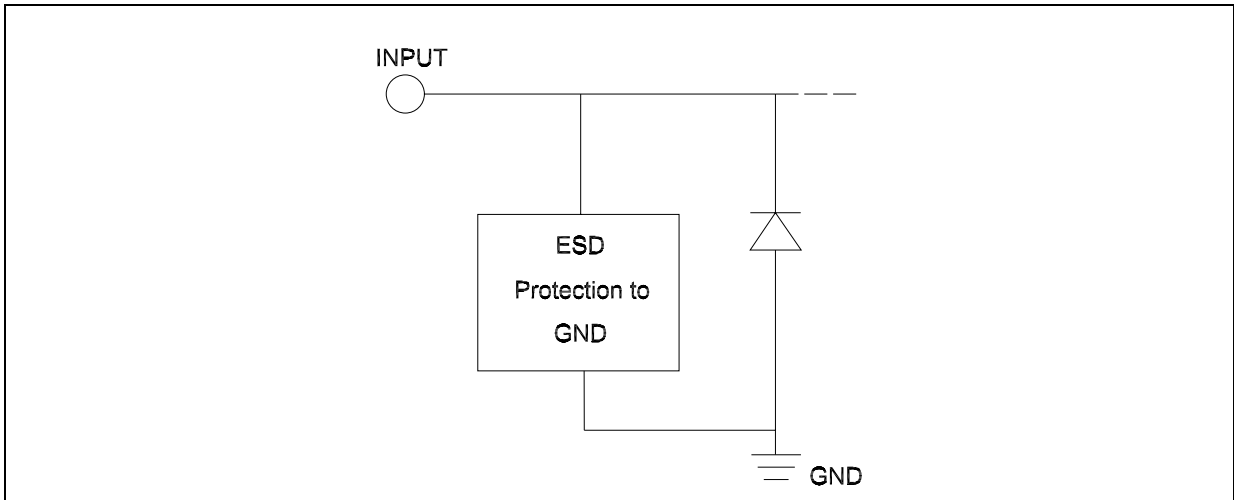 INPUT
ESD
Protection to
GND
GND